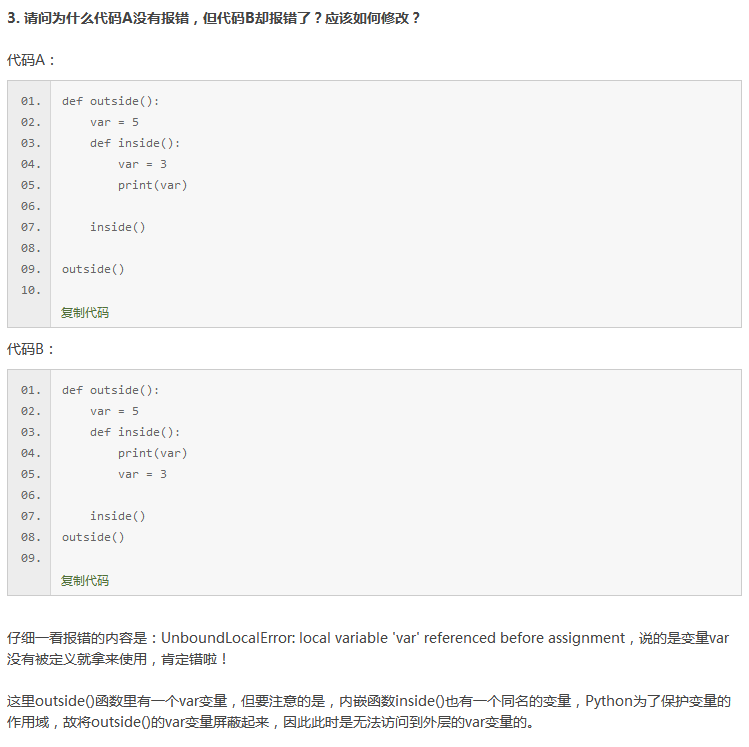 3. 请问为什么代码A没有报错，但代码B却报错了？应该如何修改？
代码A：
01. def outside():
02.     var = 5
03.     def inside():
04.         var = 3
05.         print(var)
06.
07.     inside()
08.
09. outside()
10.
复制代码
代码B：
01. def outside():
02.     var = 5
03.     def inside():
04.         print(var)
05.         var = 3
06.
07.     inside()
08. outside()
09.
复制代码
仔细一看报错的内容是：UnboundLocalError: local variable 'var' referenced before assignment，说的是变量var
没有被定义就拿来使用，肯定错啦！
这里outside()函数里有一个var变量，但要注意的是，内嵌函数inside()也有一个同名的变量，Python为了保护变量的
作用域，故将outside()的var变量屏蔽起来，因此此时是无法访问到外层的var变量的。